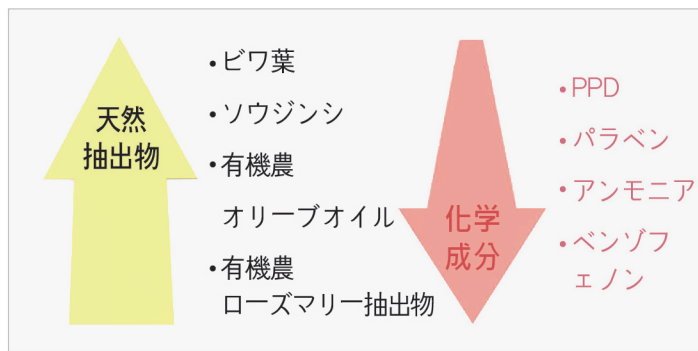 天然
抽出物
•ビワ葉
•ソウジンシ
•有機農
オリーブオイル
•有機農
ローズマリー抽出物
化学
成分
•PPD
•パラベン
•アンモニア
•ベンゾフ
ェノン